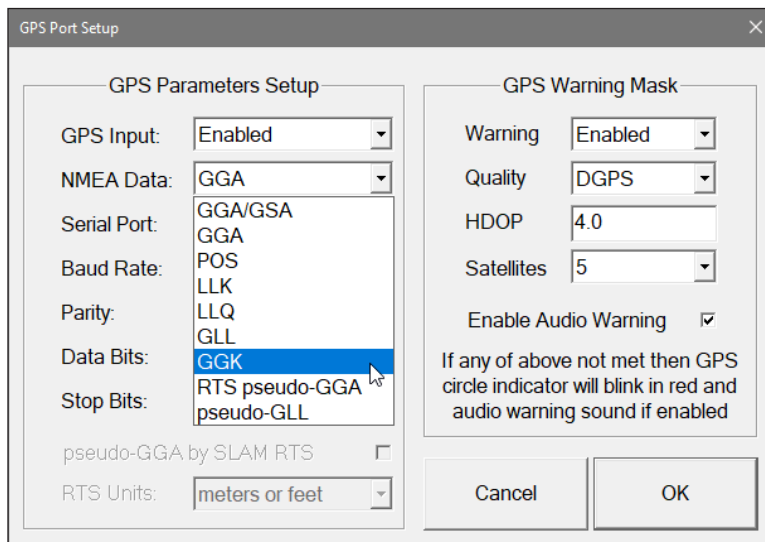 GPS Port Setup
GPS Parameters Setup
GPS Input: Enabled
NMEA Data: GGA
Serial Port:
Baud Rate:
Parity:
Data Bits:
Stop Bits:
GGA/GSA
GGA
POS
LLK
LLQ
GLL
GGK
RTS pseudo-GGA
pseudo-GLL
pseudo-GGA by SLAM RTS
RTS Units: meters or feet
GPS Warning Mask
Warning Enabled
Quality DGPS
HDOP 4.0
Satellites 5
Enable Audio Warning
If any of above not met then GPS
circle indicator will blink in red and
audio warning sound if enabled
Cancel OK